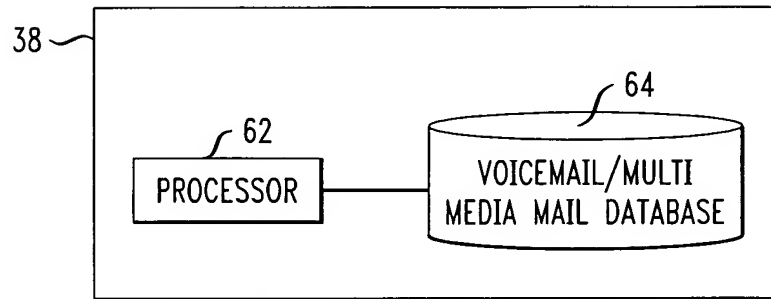 38
62
64
PROCESSOR
VOICEMAIL/MULTI
MEDIA MAIL DATABASE